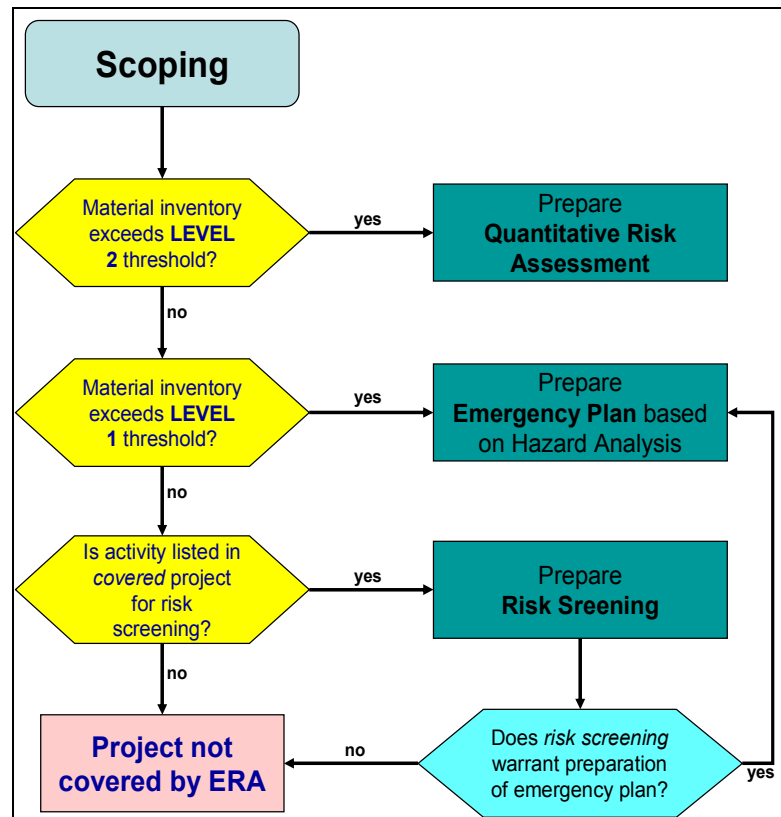 Scoping
Material inventory
exceeds LEVEL
2 threshold?
yes
Prepare
Quantitative Risk
Assessment
no
Material inventory
exceeds LEVEL
1 threshold?
yes
Prepare
Emergency Plan based
on Hazard Analysis
no
Is activity listed in
covered project
for risk
screening?
yes
Prepare
Risk Sreening
no
Project not
covered by ERA
no
Does risk screening
warrant preparation
of emergency plan?
yes